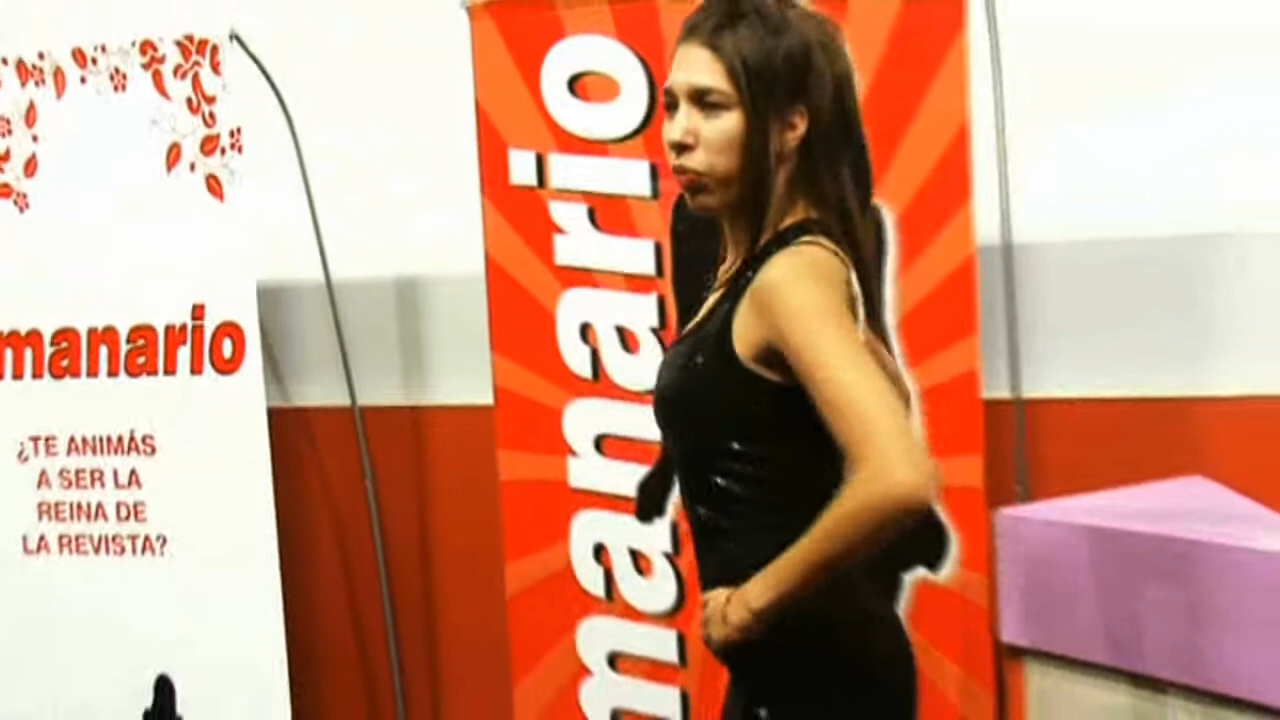 manario
¿TE ANIMÁS
A SER LA
REINA DE
LA REVISTA?
manario